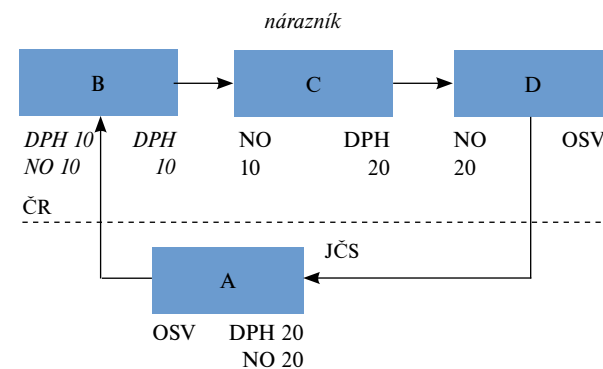 nárazník
B
C
D
DPH 10
NO 10
DPH
10
NO
10
DPH
20
NO
20
OSV
ČR
JČS
A
OSV
DPH 20
NO 20